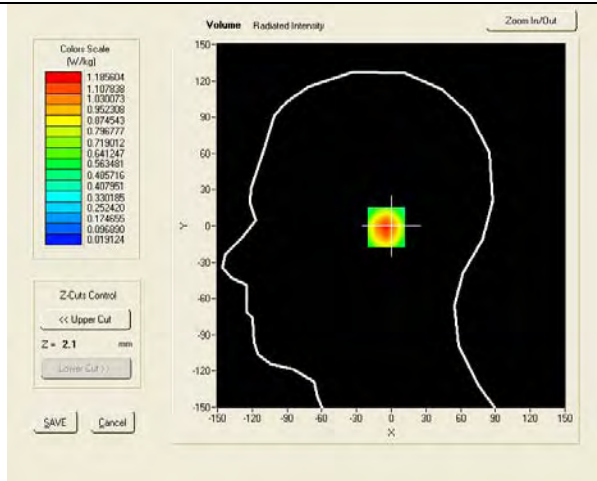 Volume Radiated Intensity
Zoom In/Out
Colors Scale
(W/kg)
1.185604
1.107838
1.030073
0.952308
0.874543
0.796777
0.719012
0.641247
0.563481
0.485716
0.407951
0.330185
0.252420
0.174655
0.096890
0.019124
Z-Cuts Control
<< Upper Cut
Z = 2.1 mm
Lower Cut >>
SAVE
Cancel
150-
120-
90-
60-
30-
0-
-30-
-60-
-90-
-120-
-150-
Y
-150 -120 -90 -60 -30 0 30 60 90 120 150
X